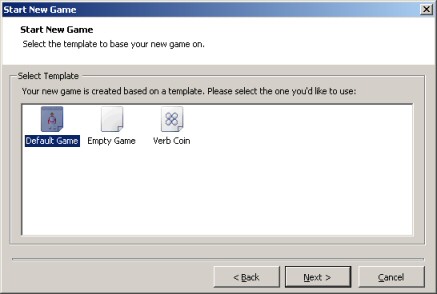 Start New Game
Start New Game
Select the template to base your new game on.
Select Template
Your new game is created based on a template. Please select the one you'd like to use:
Default Game Empty Game Verb Coin
< Back Next > Cancel